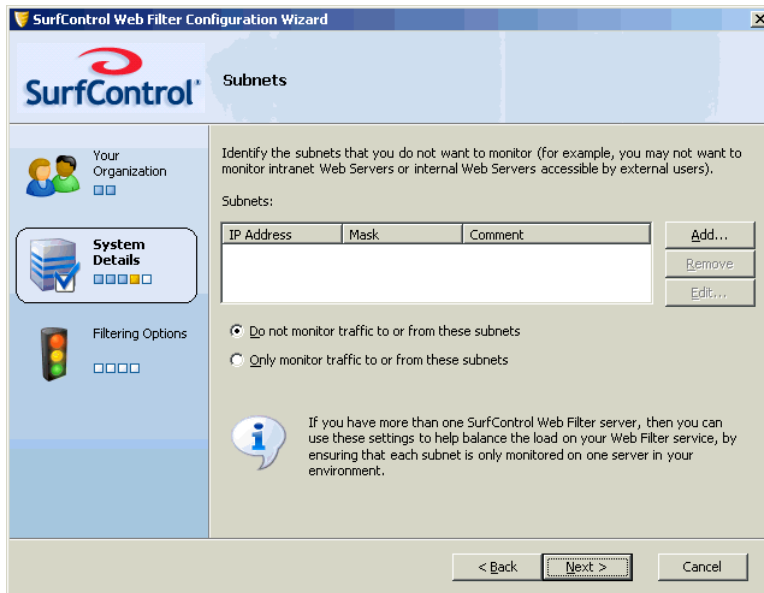 SurfControl Web Filter Configuration Wizard
SurfControl
Subnets
Your
Organization
System
Details
Filtering Options
Identify the subnets that you do not want to monitor (for example, you may not want to
monitor intranet Web Servers or internal Web Servers accessible by external users).
Subnets:
IP Address Mask Comment
Add...
Remove
Edit...
Do not monitor traffic to or from these subnets
Only monitor traffic to or from these subnets
If you have more than one SurfControl Web Filter server, then you can
use these settings to help balance the load on your Web Filter service, by
ensuring that each subnet is only monitored on one server in your
environment.
< Back Next > Cancel